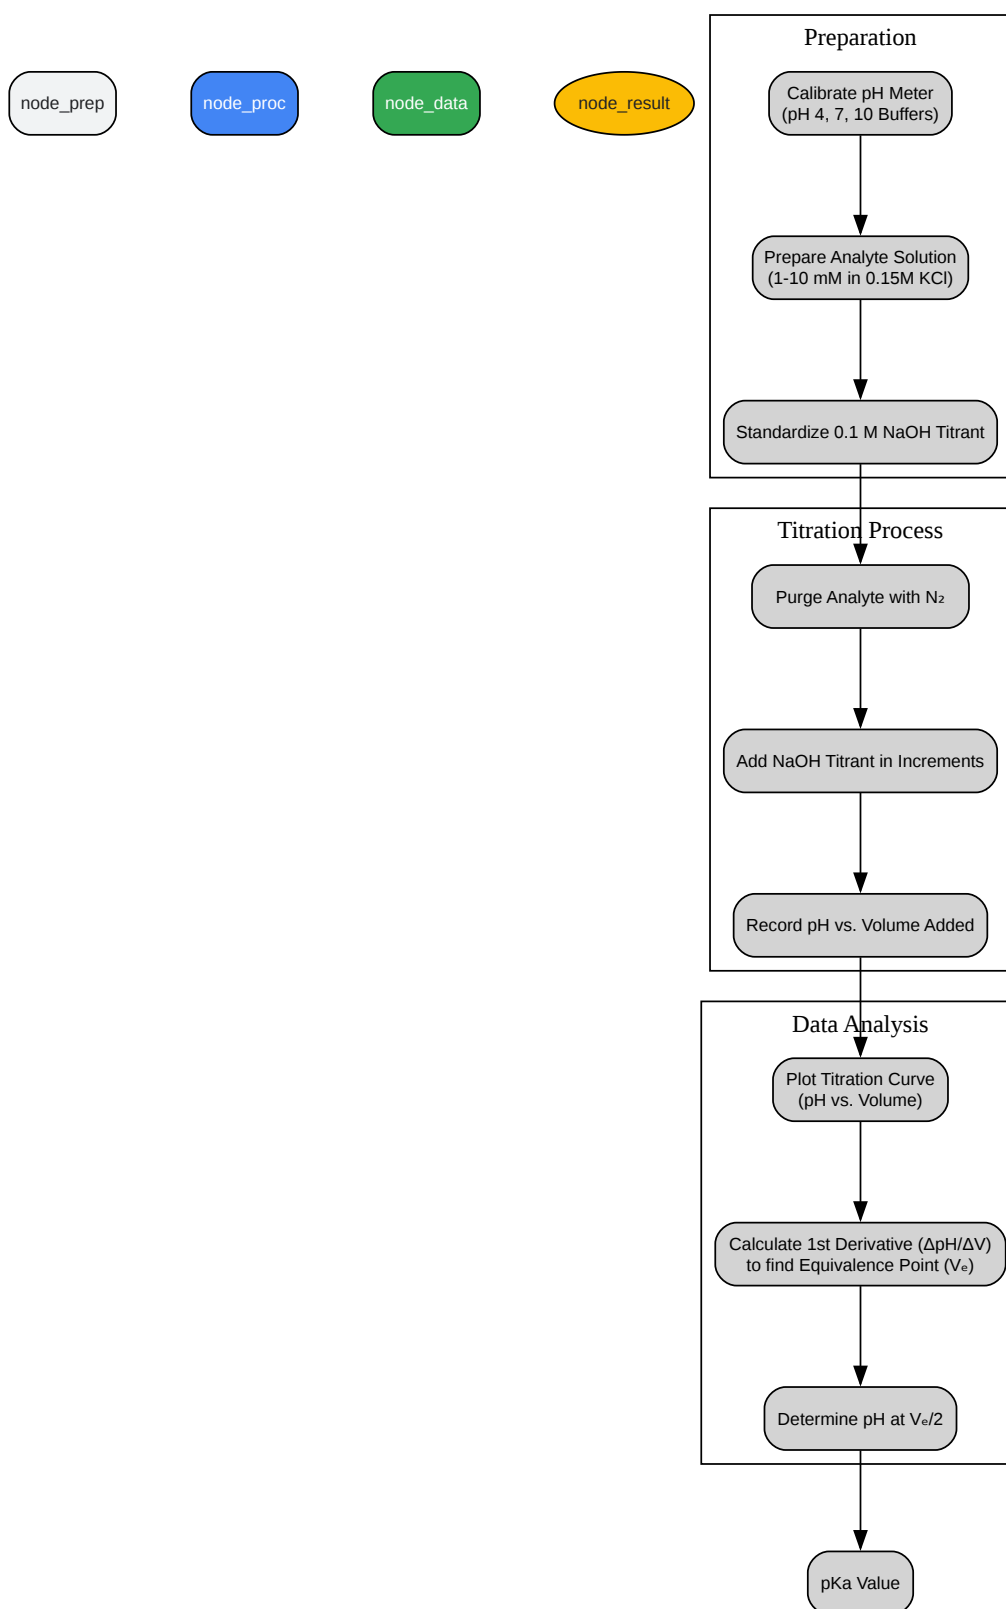 Preparation
node_prep
node_proc
node_data
node_result
Calibrate pH Meter
(pH 4, 7, 10 Buffers)
Prepare Analyte Solution
(1-10 mM in 0.15M KCl)
Standardize 0.1 M NaOH Titrant
Titration Process
Purge Analyte with N₂
Add NaOH Titrant in Increments
Record pH vs. Volume Added
Data Analysis
Plot Titration Curve
(pH vs. Volume)
Calculate 1st Derivative (ΔpH/ΔV)
to find Equivalence Point (Vₑ)
Determine pH at Vₑ/2
pKa Value